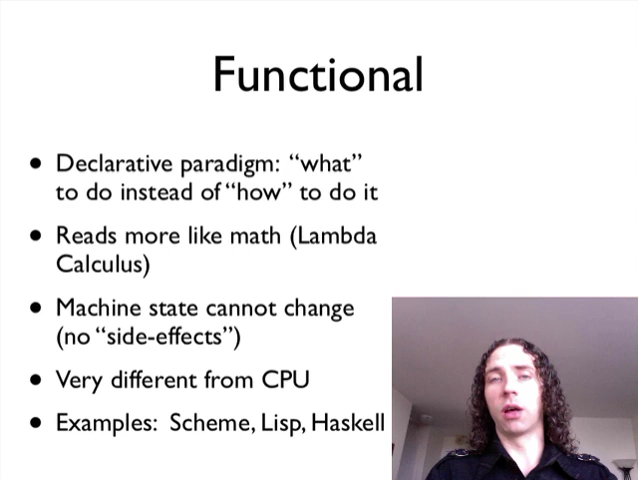 Functional
• Declarative paradigm: “what”
to do instead of “how” to do it
• Reads more like math (Lambda
Calculus)
• Machine state cannot change
(no “side-effects”)
• Very different from CPU
• Examples:  Scheme, Lisp, Haskell